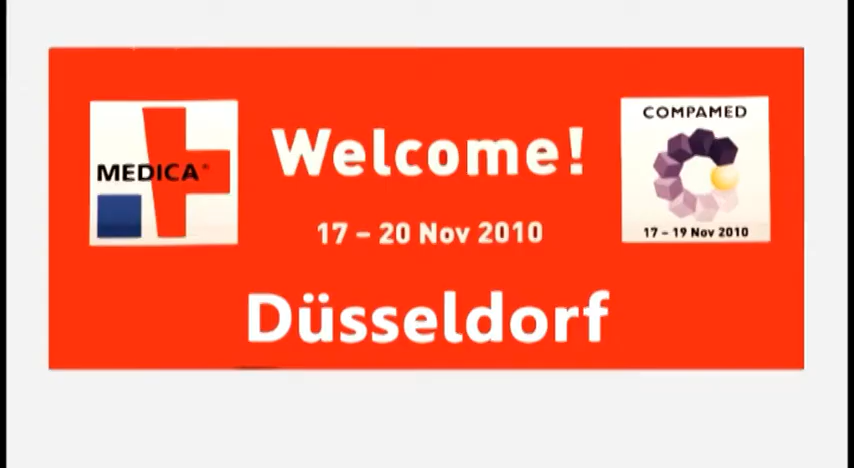 MEDICA®
Welcome!
17 – 20 Nov 2010
Düsseldorf
COMPAMED
17 – 19 Nov 2010